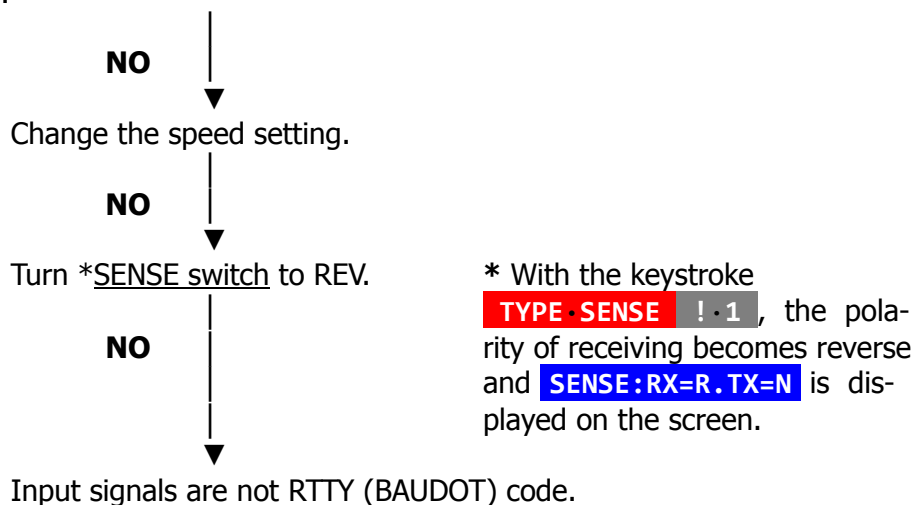 NO
Change the speed setting.
NO
Turn *SENSE switch to REV.
* With the keystroke
TYPE·SENSE !·1 , the pola-
rity of receiving becomes reverse
and SENSE:RX=R.TX=N is dis-
played on the screen.
NO
Input signals are not RTTY (BAUDOT) code.